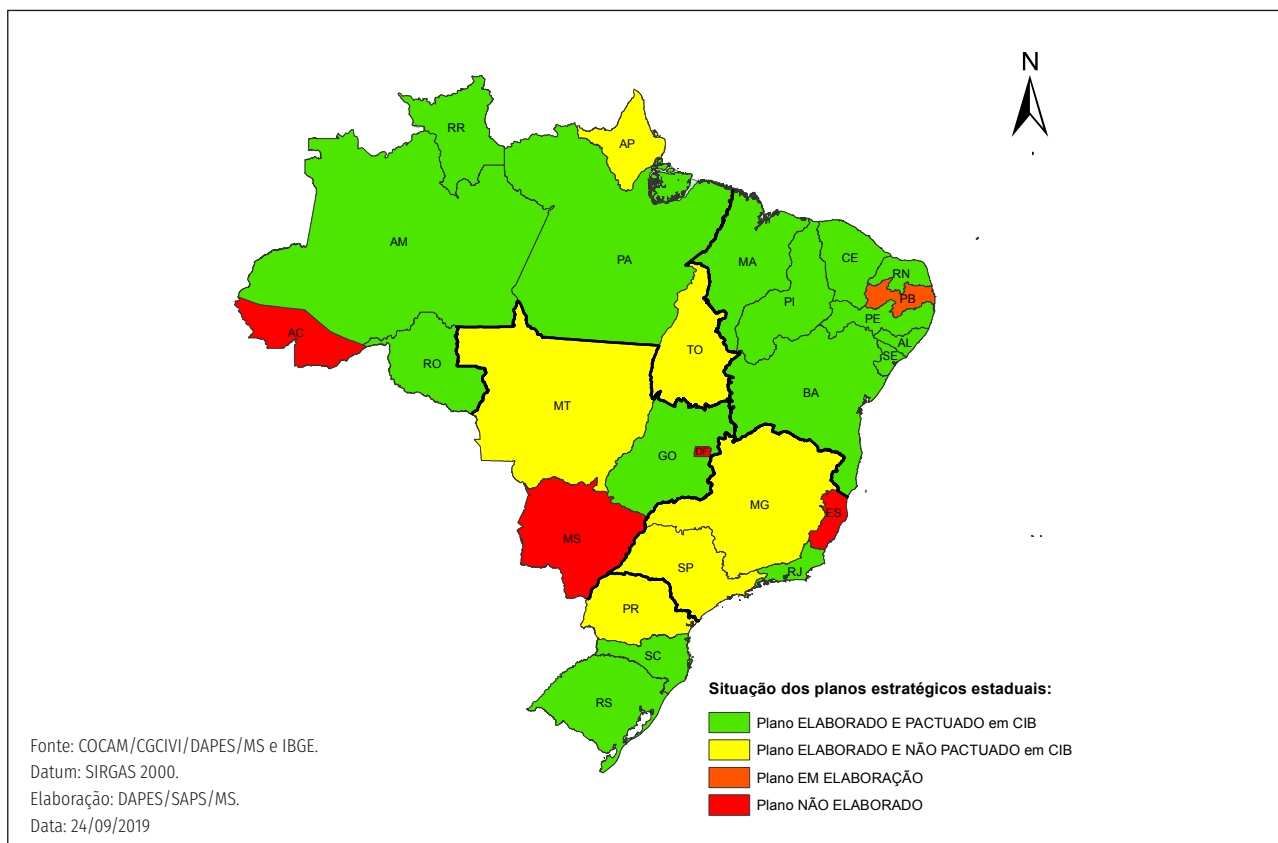 N
RR
AP
AM
PA
MA
CE
RN
PB
PI
PE
AC
AL
SE
TO
RO
BA
MT
GO
DF
MG
ES
MS
SP
RJ
PR
SC
RS
Situação dos planos estratégicos estaduais:
Plano ELABORADO E PACTUADO em CIB
Plano ELABORADO E NÃO PACTUADO em CIB
Plano EM ELABORAÇÃO
Plano NÃO ELABORADO
Fonte: COCAM/CGCIVI/DAPES/MS e IBGE.
Datum: SIRGAS 2000.
Elaboração: DAPES/SAPS/MS.
Data: 24/09/2019